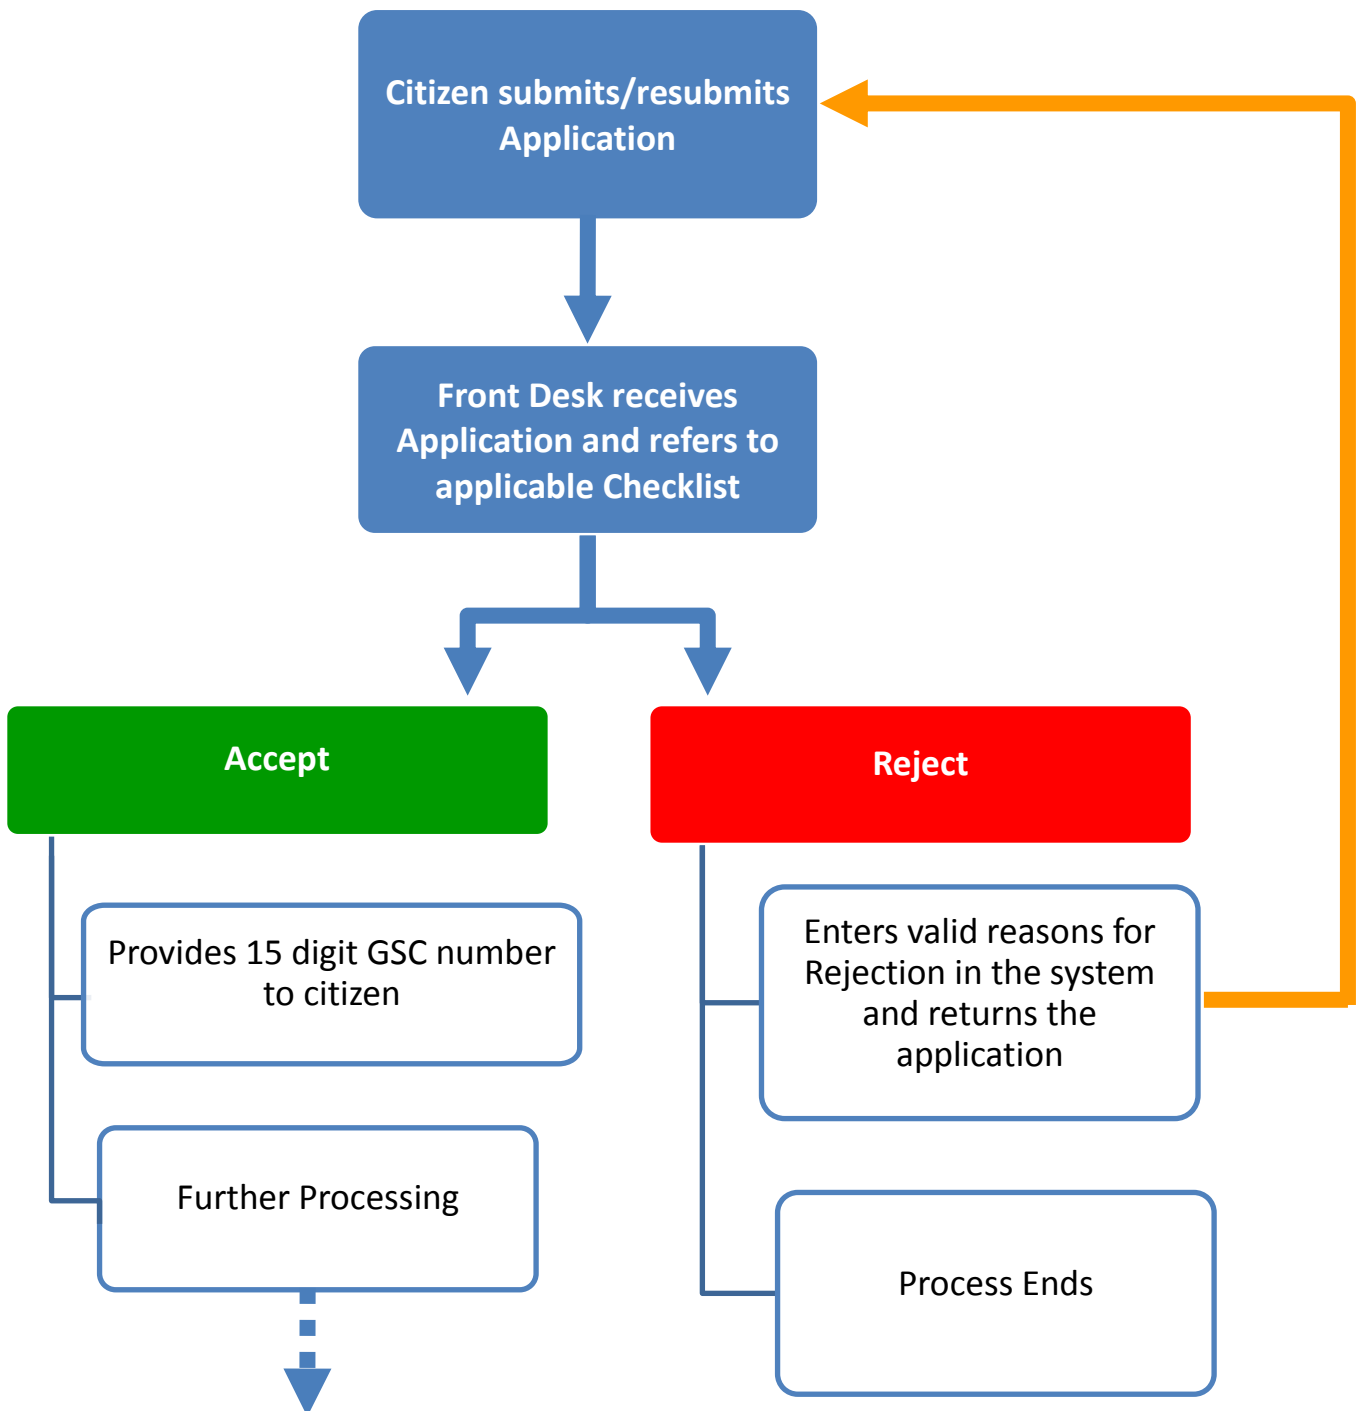 Citizen submits/resubmits
Application
Front Desk receives
Application and refers to
applicable Checklist
Accept
Reject
Provides 15 digit GSC number
to citizen
Enters valid reasons for
Rejection in the system
and returns the
application
Further Processing
Process Ends